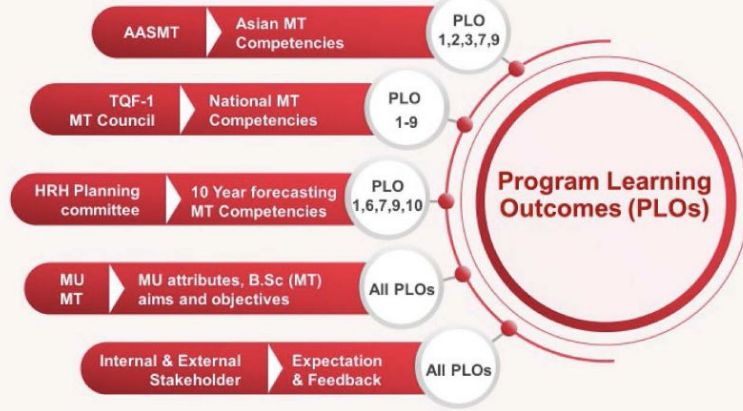 AASMT
Asian MT
Competencies
PLO
1,2,3,7,9
TQF-1
MT Council
National MT
Competencies
PLO
1-9
HRH Planning
committee
10 Year forecasting
MT Competencies
PLO
1,6,7,9,10
MU
MT
MU attributes, B.Sc (MT)
aims and objectives
All PLOs
Internal & External
Stakeholder
Expectation
& Feedback
All PLOs
Program Learning
Outcomes (PLOs)